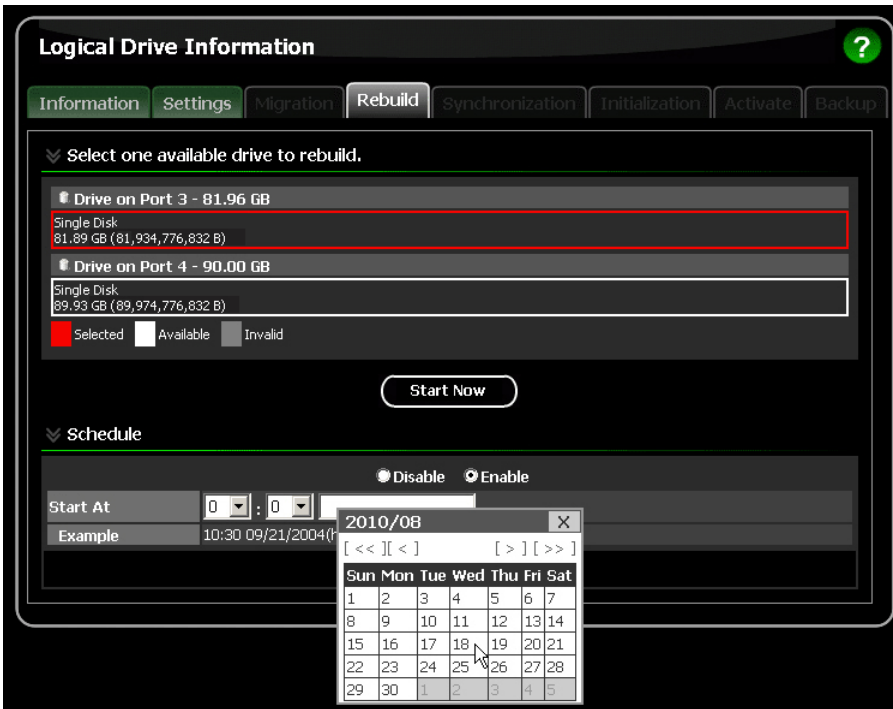 Logical Drive Information
?
Information Settings Migration Rebuild Synchronization Initialization Activate Backup
Select one available drive to rebuild.
Drive on Port 3 - 81.96 GB
Single Disk
81.89 GB (81,934,776,832 B)
Drive on Port 4 - 90.00 GB
Single Disk
89.93 GB (89,974,776,832 B)
Selected Available Invalid
Start Now
Schedule
Disable Enable
Start At 0 : 0
Example 10:30 09/21/2004(h
2010/08 X
[ << ][ < ] [ > ] [ >> ]
Sun Mon Tue Wed Thu Fri Sat
1 2 3 4 5 6 7
8 9 10 11 12 13 14
15 16 17 18 19 20 21
22 23 24 25 26 27 28
29 30 1 2 3 4 5